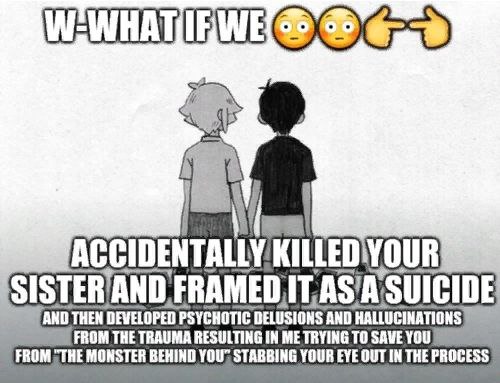 W-WHAT IF WE 😳😳👉👈
ACCIDENTALLY KILLED YOUR
SISTER AND FRAMED IT AS A SUICIDE
AND THEN DEVELOPED PSYCHOTIC DELUSIONS AND HALLUCINATIONS
FROM THE TRAUMA RESULTING IN ME TRYING TO SAVE YOU
FROM "THE MONSTER BEHIND YOU" STABBING YOUR EYE OUT IN THE PROCESS